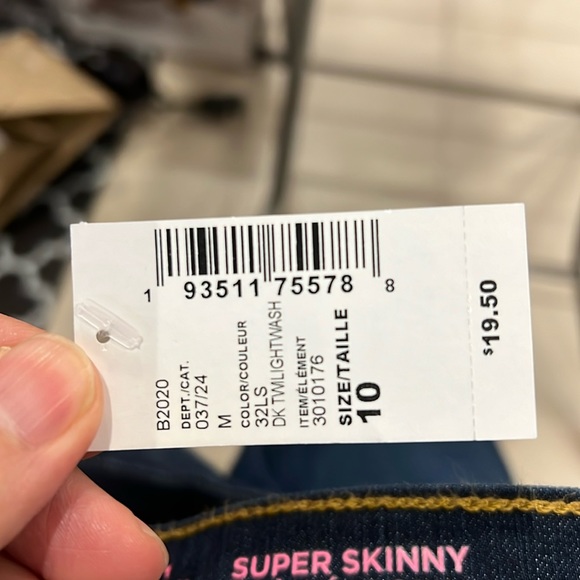 1 93511 75578 8
B2020
DEPT./CAT.
037/24
M
COLOR/COULEUR
32LS
DK TWILIGHTWASH
ITEM/ÉLÉMENT
3010176
SIZE/TAILLE
10
$19.50
SUPER SKINNY